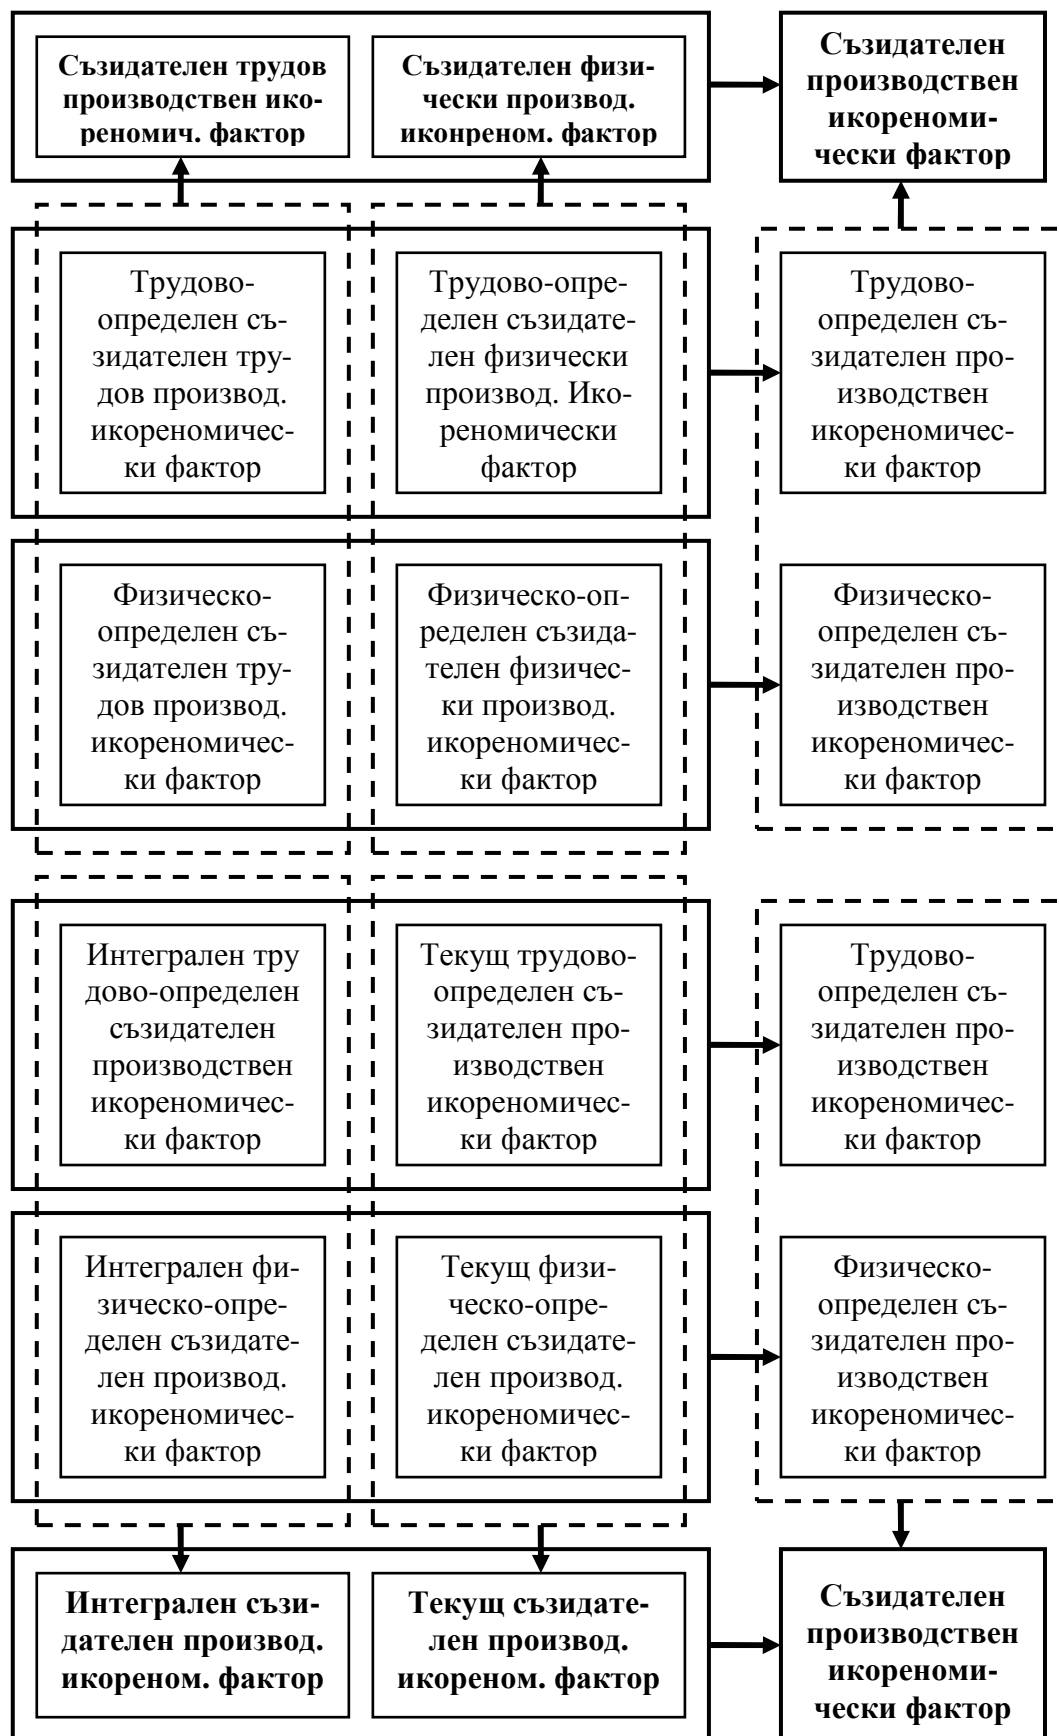 Съзидателен трудов
производствен ико-
реномич. фактор
Съзидателен физи-
чески производ.
иконреном. фактор
Съзидателен
производствен
икореноми-
чески фактор
Трудово-
определен съ-
зидателен тру-
дов производ.
икореномичес-
ки фактор
Трудово-опре-
делен съзидате-
лен физически
производ. Ико-
реномически
фактор
Трудово-
определен съ-
зидателен про-
изводствен
икореномичес-
ки фактор
Физическо-
определен съ-
зидателен тру-
дов производ.
икореномичес-
ки фактор
Физическо-оп-
ределен съзида-
телен физичес-
ки производ.
икореномичес-
ки фактор
Физическо-
определен съ-
зидателен про-
изводствен
икореномичес-
ки фактор
Интегрален тру
дово-определен
съзидателен
производствен
икореномичес-
ки фактор
Текущ трудово-
определен съ-
зидателен про-
изводствен
икореномичес-
ки фактор
Трудово-
определен съ-
зидателен про-
изводствен
икореномичес-
ки фактор
Интегрален фи-
зическо-опре-
делен съзидате-
лен производ.
икореномичес-
ки фактор
Текущ физи-
ческо-опре-
делен съзидате-
лен производ.
икореномичес-
ки фактор
Физическо-
определен съ-
зидателен про-
изводствен
икореномичес-
ки фактор
Интегрален съзи-
дателен производ.
икореном. фактор
Текущ съзидате-
лен производ.
икореном. фактор
Съзидателен
производствен
икореноми-
чески фактор